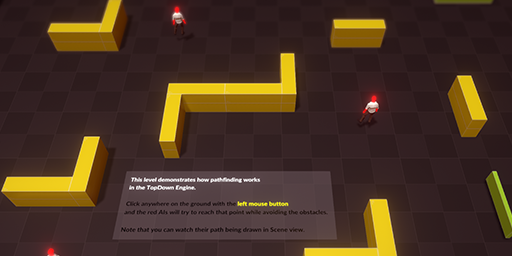 This level demonstrates how pathfinding works
in the TopDown Engine.
Click anywhere on the ground with the left mouse button
and the red AIs will try to reach that point while avoiding the obstacles.
Note that you can watch their path being drawn in Scene view.